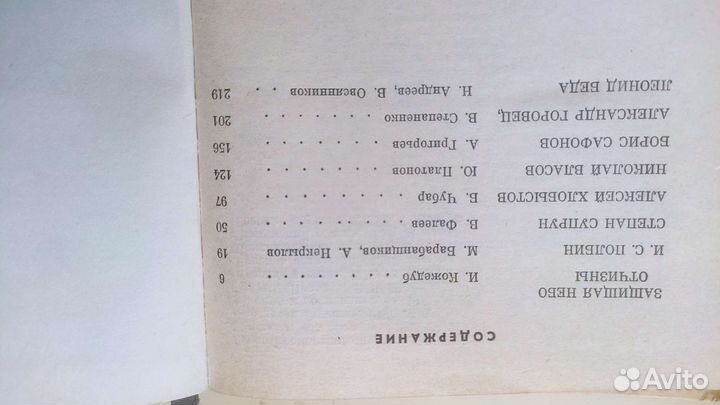 СОДЕРЖАНИЕ
ЗАЩИЩАЯ НЕБО
ОТЧИЗНЫ И. Кожедуб . . . . . . . 6
И. С. ПОЛБИН М. Барабанщиков, А. Некрылов 19
СТЕПАН СУПРУН В. Фалеев . . . . . . . . 50
АЛЕКСЕЙ ХЛОБЫСТОВ Б. Чубар . . . . . . . . 97
НИКОЛАЙ ВЛАСОВ Ю. Платонов . . . . . . 124
БОРИС САФОНОВ А. Григорьев . . . . . . 156
АЛЕКСАНДР ГОРОВЕЦ, В. Степаненко . . . . . . 201
ЛЕОНИД БЕДА Н. Андреев, В. Овсянников . . 219
Avito